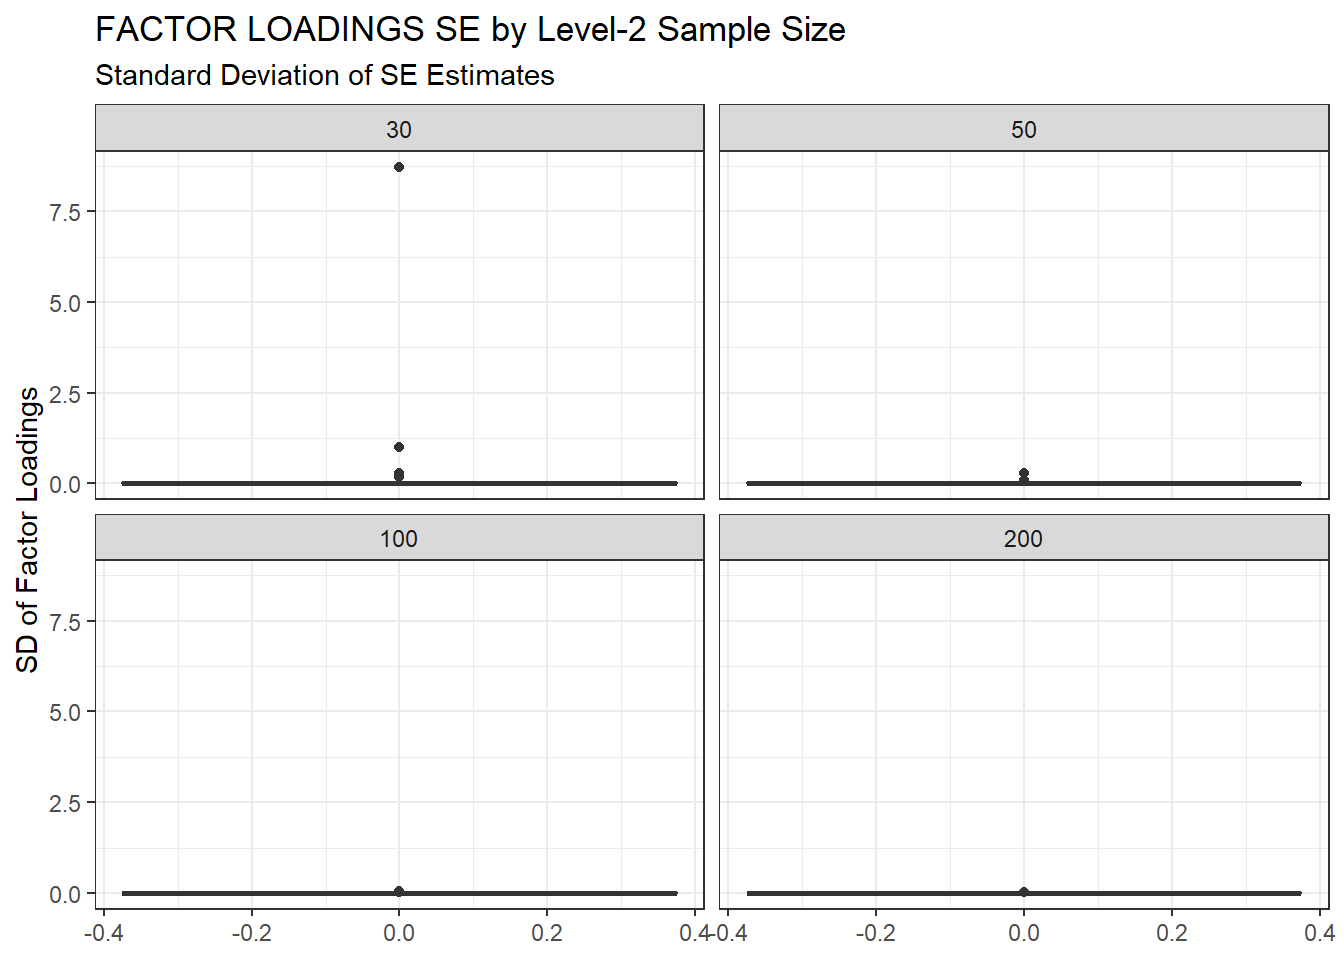 FACTOR LOADINGS SE by Level-2 Sample Size
Standard Deviation of SE Estimates
30
50
7.5
5.0
2.5
0.0
SD of Factor Loadings
100
200
7.5
5.0
2.5
0.0
-0.4 -0.2 0.0 0.2 0.4
-0.4 -0.2 0.0 0.2 0.4